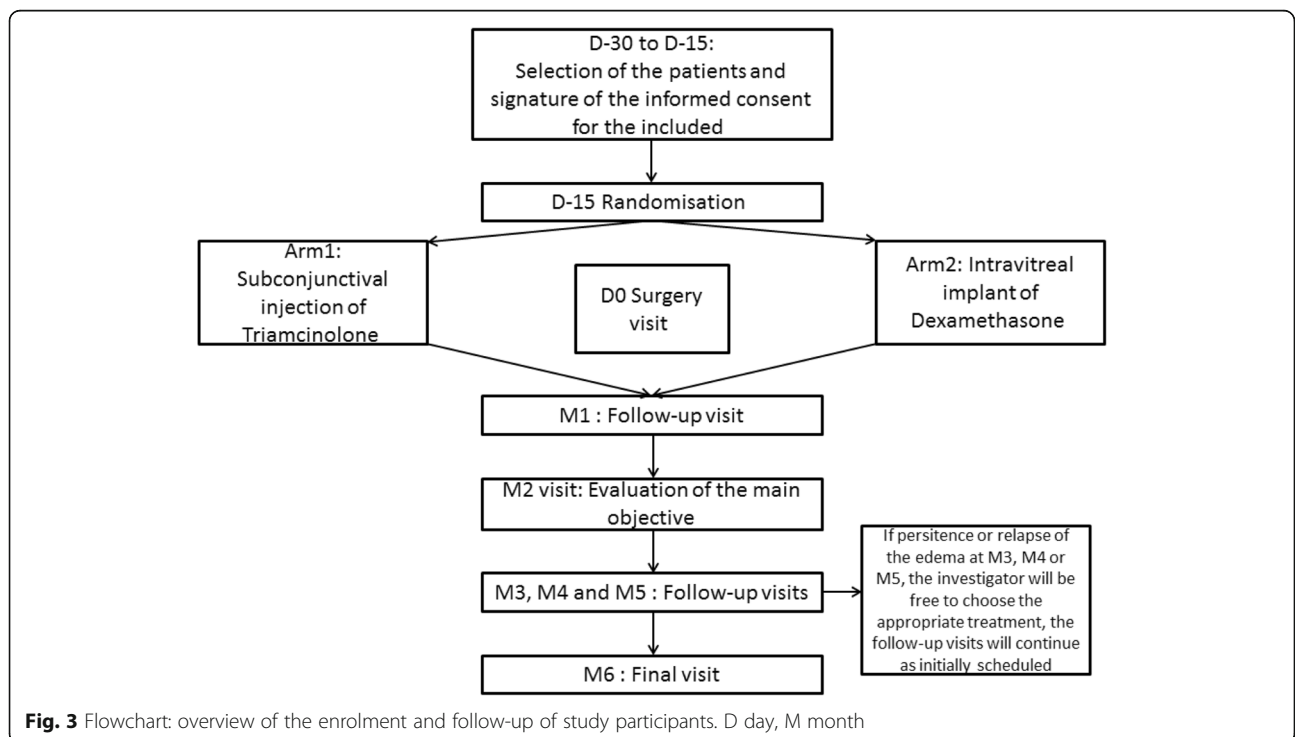 D-30 to D-15:
Selection of the patients and
signature of the informed consent
for the included
D-15 Randomisation
Arm1:
Subconjunctival
injection of
Triamcinolone
D0 Surgery
visit
Arm2: Intravitreal
implant of
Dexamethasone
M1 : Follow-up visit
M2 visit: Evaluation of the main
objective
M3, M4 and M5 : Follow-up visits
If persitence or relapse of
the edema at M3, M4 or
M5, the investigator will be
free to choose the
appropriate treatment, the
follow-up visits will continue
as initially scheduled
M6 : Final visit
Fig. 3 Flowchart: overview of the enrolment and follow-up of study participants. D day, M month